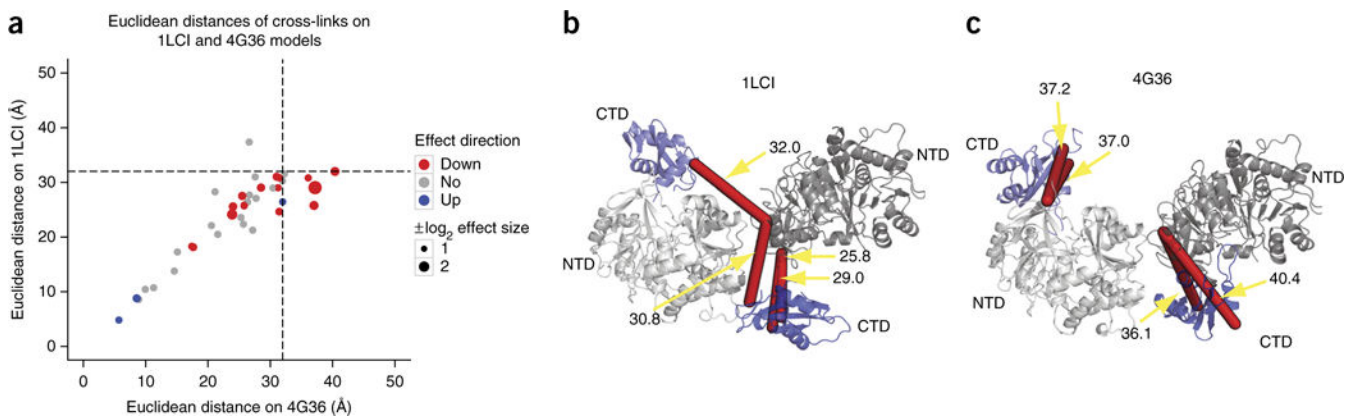 a
Euclidean distances of cross-links on
1LCI and 4G36 models
Euclidean distance on 1LCI (Å)
50
40
30
20
10
0
0 10 20 30 40 50
Euclidean distance on 4G36 (Å)
Effect direction
Down
No
Up
±log2 effect size
1
2
b
1LCI
CTD
32.0
NTD
NTD
25.8
29.0
30.8
CTD
c
4G36
37.2
CTD
37.0
NTD
NTD
40.4
36.1
CTD